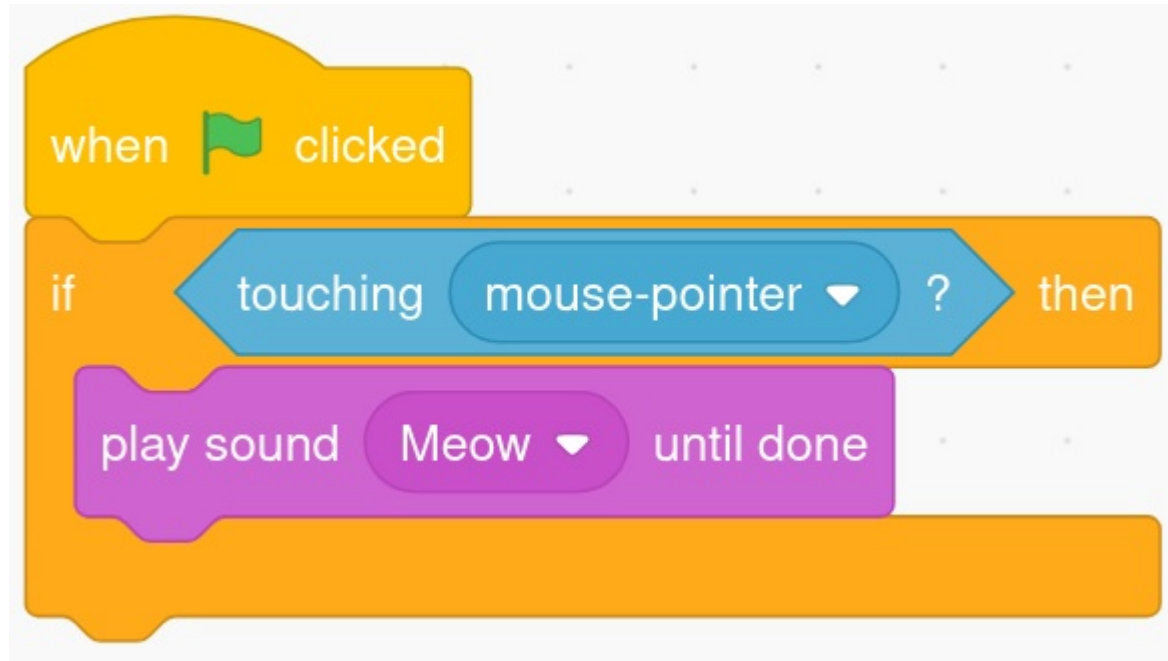 when clicked
if touching mouse-pointer ? then
play sound Meow until done